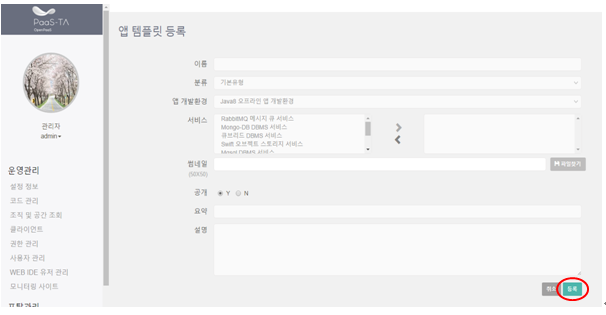 PaaS-TA
OpenPaaS
관리자
admin
운영관리
설정 정보
코드 관리
조직 및 공간 조회
클라이언트
권한 관리
사용자 관리
WEB IDE 유저 관리
모니터링 사이트
포탈관리
앱 템플릿 등록
이름
분류
기본유형
앱 개발환경
Java8 오프라인 앱 개발환경
서비스
RabbitMQ 메시지 큐 서비스
Mongo-DB DBMS 서비스
큐브리드 DBMS 서비스
Swift 오브젝트 스토리지 서비스
Mysql DBMS 서비스
썸네일
(50X50)
파일찾기
공개
Y
N
요약
설명
취소
등록